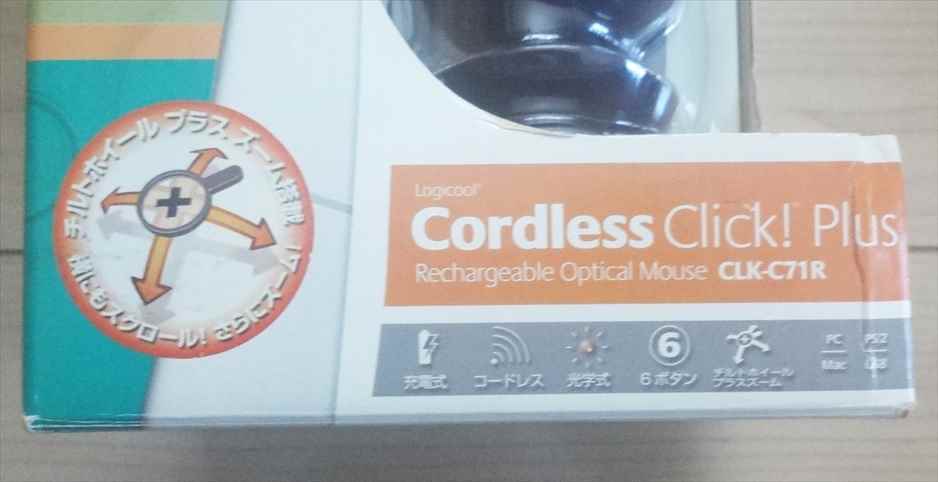 チルトホイール プラス ズーム搭載
横にもスクロール! さらにズーム!
Logicool
Cordless Click! Plus
Rechargeable Optical Mouse CLK-C71R
6
充電式 コードレス 光学式 6ボタン チルトホイール プラスズーム
PC PS/2
Mac USB